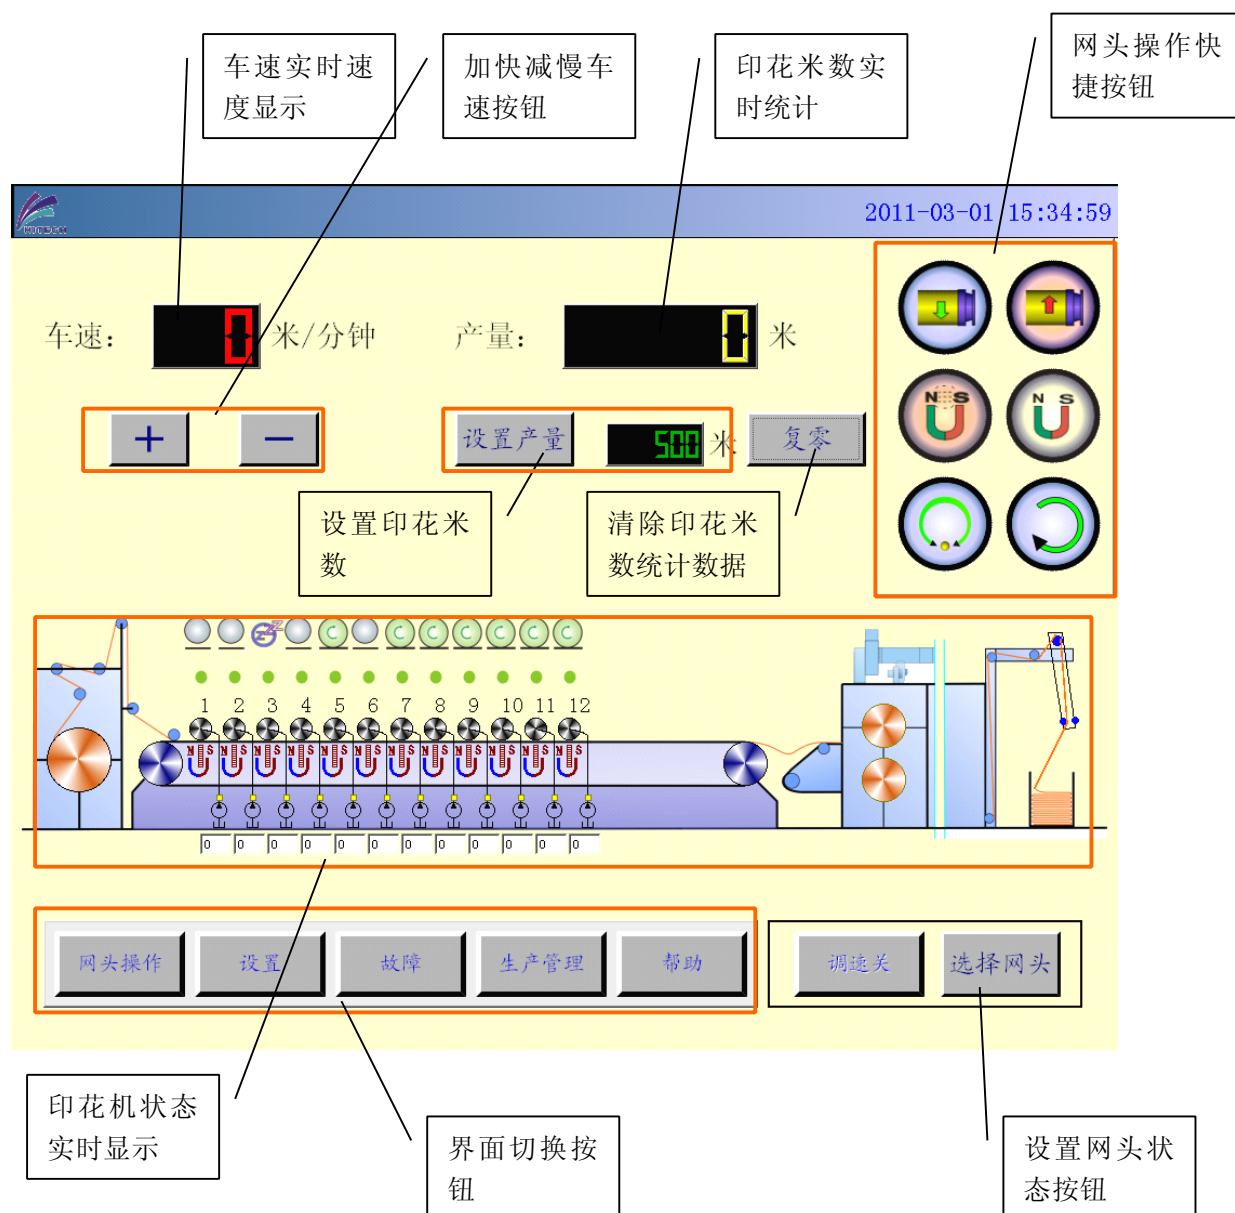 车速实时速
度显示
加快减慢车
速按钮
印花米数实
时统计
网头操作快
捷按钮
2011-03-01 15:34:59
车速：
0
米/分钟
产量：
0
米
+
−
设置产量
500
米
复零
N S
N S
设置印花米
数
清除印花米
数统计数据
1 2 3 4 5 6 7 8 9 10 11 12
N S N S N S N S N S N S N S N S N S N S N S N S
0 0 0 0 0 0 0 0 0 0 0 0
网头操作
设置
故障
生产管理
帮助
调速关
选择网头
印花机状态
实时显示
界面切换按
钮
设置网头状
态按钮